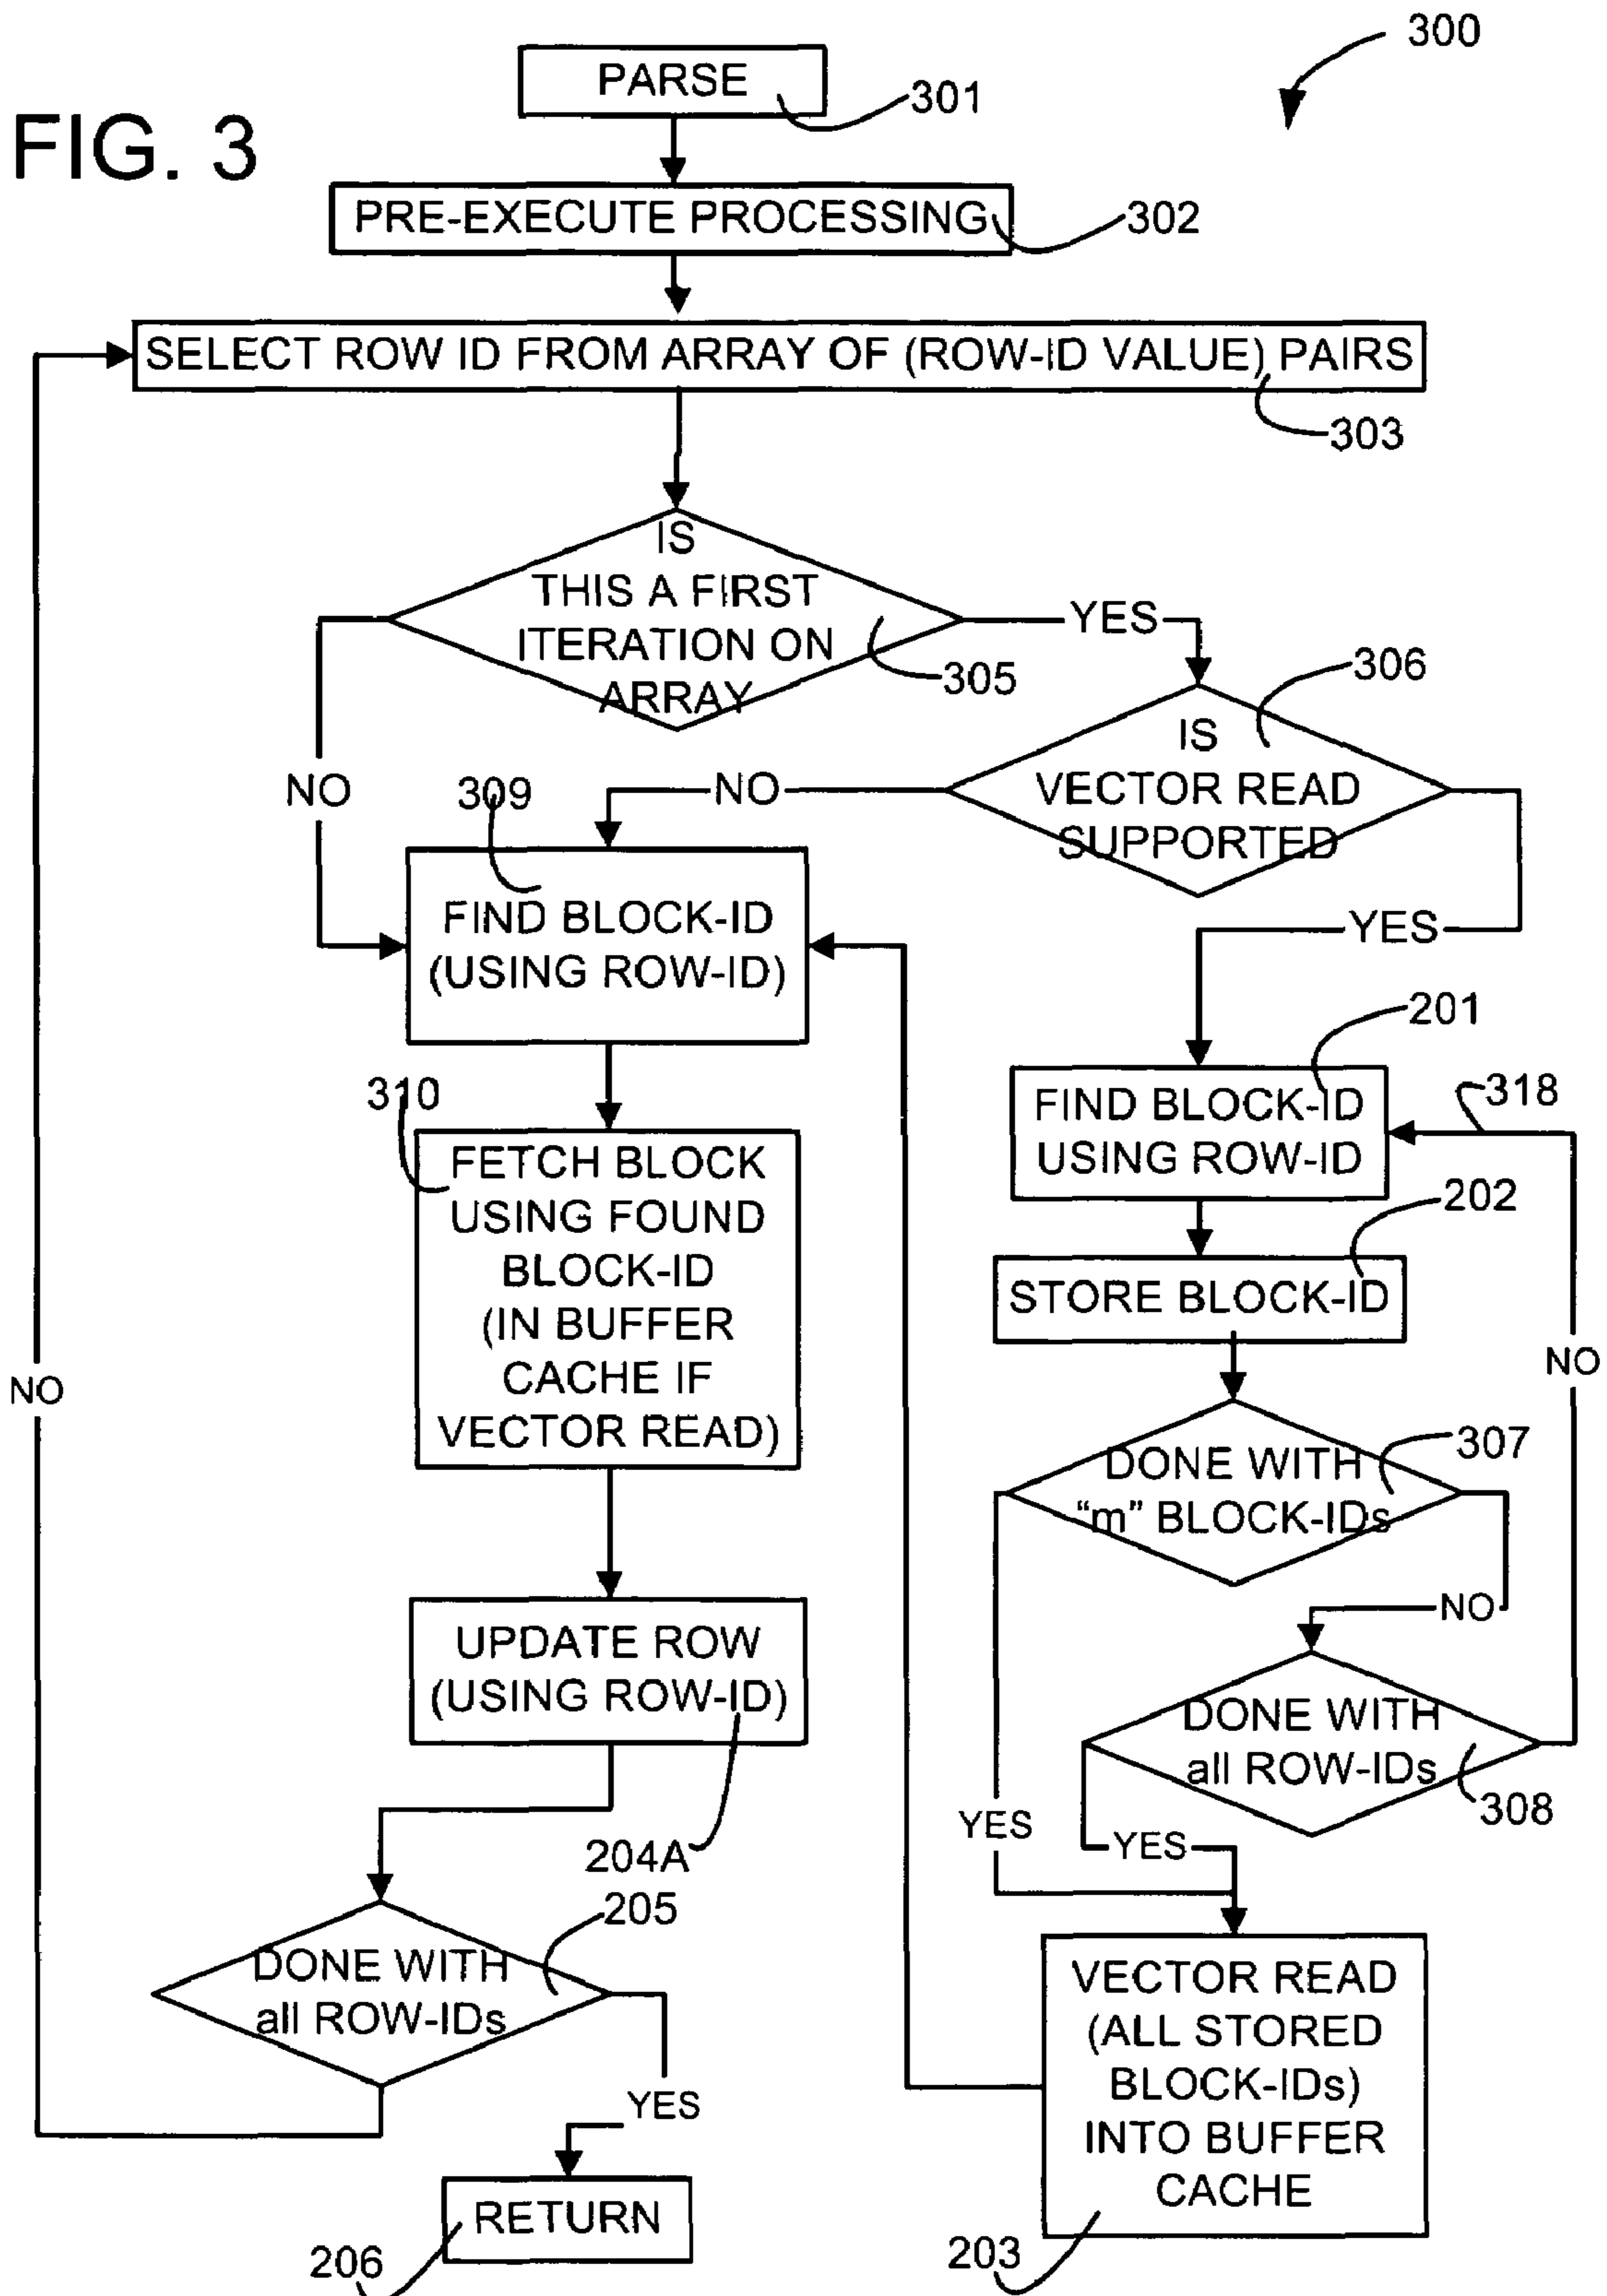 300
PARSE
301
FIG. 3
PRE-EXECUTE PROCESSING
302
SELECT ROW ID FROM ARRAY OF (ROW-ID VALUE) PAIRS
303
IS
THIS A FIRST
ITERATION ON
ARRAY
305
YES
306
IS
VECTOR READ
SUPPORTED
NO
309
NO
FIND BLOCK-ID
(USING ROW-ID)
YES
201
FIND BLOCK-ID
USING ROW-ID
318
310
FETCH BLOCK
USING FOUND
BLOCK-ID
(IN BUFFER
CACHE IF
VECTOR READ)
202
STORE BLOCK-ID
NO
NO
DONE WITH
"m" BLOCK-IDs
307
NO
UPDATE ROW
(USING ROW-ID)
204A
DONE WITH
all ROW-IDs
308
YES
YES
205
DONE WITH
all ROW-IDs
YES
VECTOR READ
(ALL STORED
BLOCK-IDs)
INTO BUFFER
CACHE
203
RETURN
206